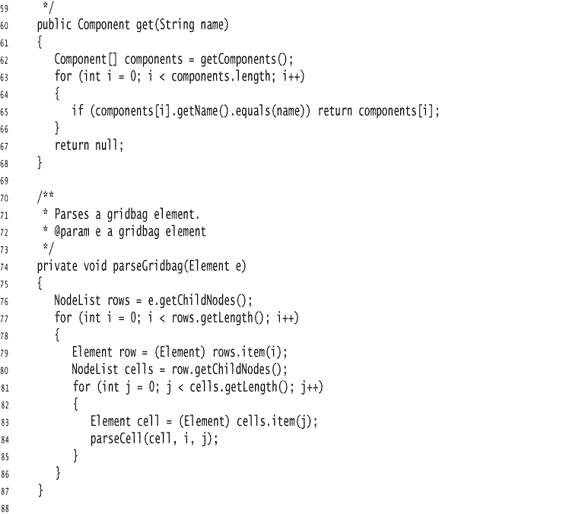 59 */
60 public Component get(String name)
61 {
62 Component[] components = getComponents();
63 for (int i = 0; i < components.length; i++)
64 {
65 if (components[i].getName().equals(name)) return components[i];
66 }
67 return null;
68 }
69
70 /**
71 * Parses a gridbag element.
72 * @param e a gridbag element
73 */
74 private void parseGridbag(Element e)
75 {
76 NodeList rows = e.getChildNodes();
77 for (int i = 0; i < rows.getLength(); i++)
78 {
79 Element row = (Element) rows.item(i);
80 NodeList cells = row.getChildNodes();
81 for (int j = 0; j < cells.getLength(); j++)
82 {
83 Element cell = (Element) cells.item(j);
84 parseCell(cell, i, j);
85 }
86 }
87 }
88